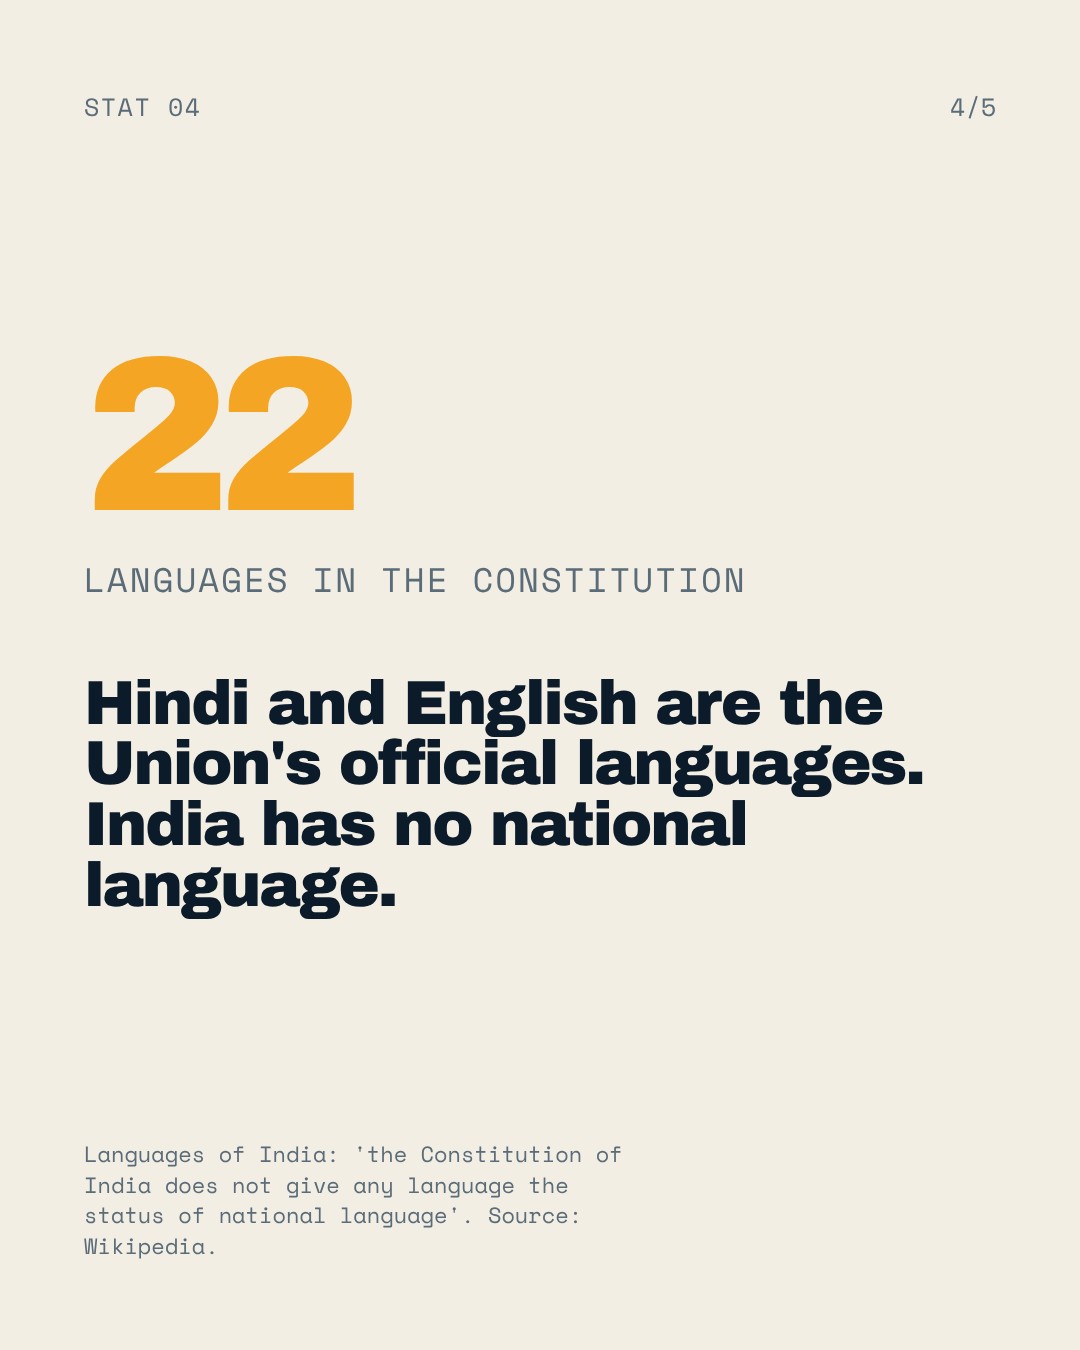 STAT 04
4/5
22
LANGUAGES IN THE CONSTITUTION
Hindi and English are the
Union's official languages.
India has no national
language.
Languages of India: 'the Constitution of
India does not give any language the
status of national language'. Source:
Wikipedia.